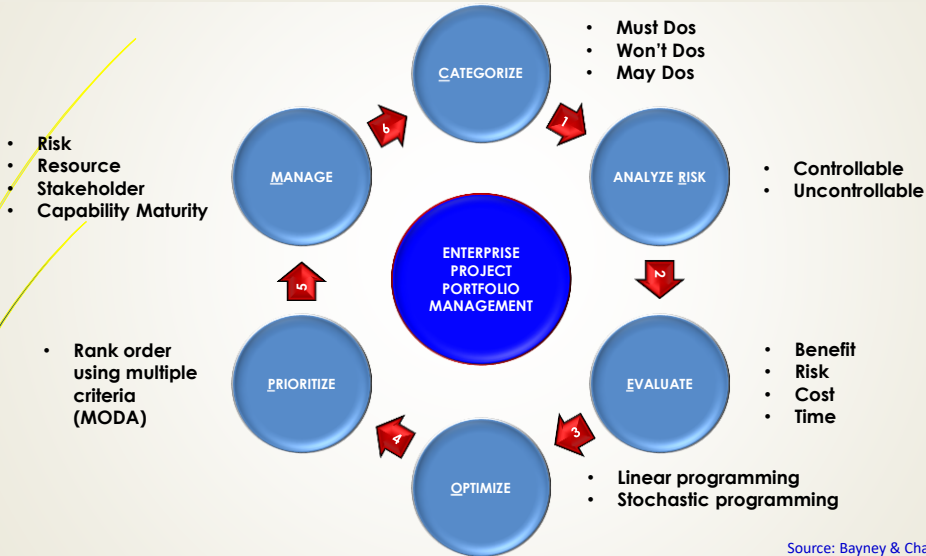 CATEGORIZE
• Must Dos
• Won't Dos
• May Dos
1
ANALYZE RISK
• Controllable
• Uncontrollable
2
EVALUATE
• Benefit
• Risk
• Cost
• Time
3
OPTIMIZE
• Linear programming
• Stochastic programming
4
PRIORITIZE
• Rank order
using multiple
criteria
(MODA)
5
MANAGE
• Risk
• Resource
• Stakeholder
• Capability Maturity
6
ENTERPRISE
PROJECT
PORTFOLIO
MANAGEMENT
Source: Bayney & Cha